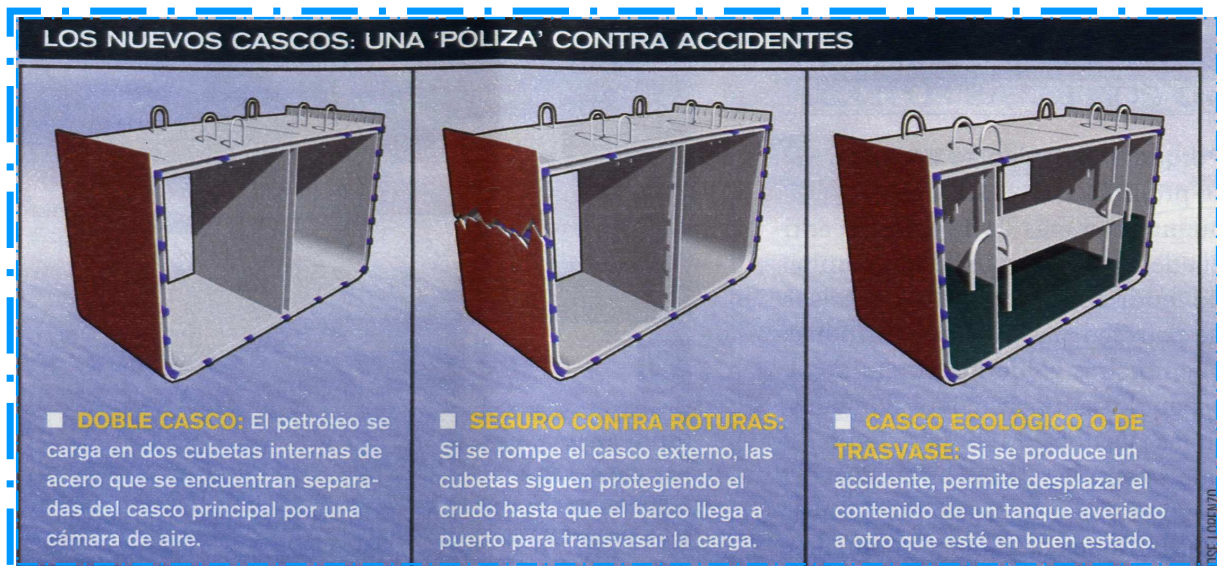 LOS NUEVOS CASCOS: UNA ‘PÓLIZA’ CONTRA ACCIDENTES
■ DOBLE CASCO: El petróleo se
carga en dos cubetas internas de
acero que se encuentran separa-
das del casco principal por una
cámara de aire.
■ SEGURO CONTRA ROTURAS:
Si se rompe el casco externo, las
cubetas siguen protegiendo el
crudo hasta que el barco llega a
puerto para transvasar la carga.
■ CASCO ECOLÓGICO O DE
TRASVASE: Si se produce un
accidente, permite desplazar el
contenido de un tanque averiado
a otro que esté en buen estado.
JOSE LORENZO